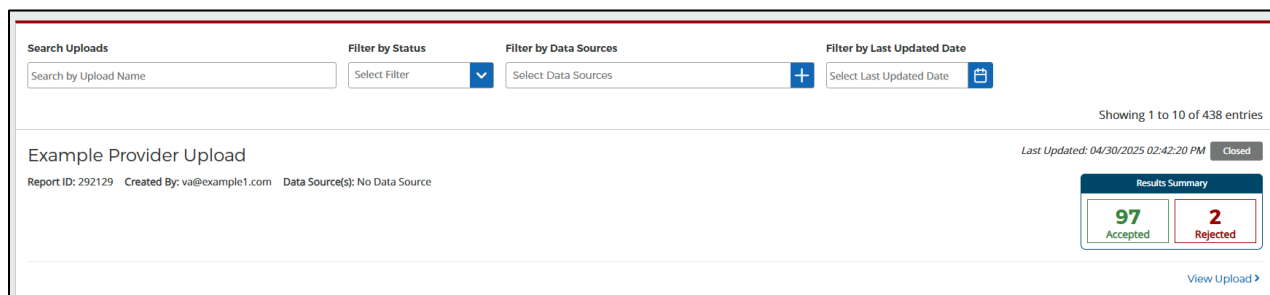 Search Uploads
Filter by Status
Filter by Data Sources
Filter by Last Updated Date
Search by Upload Name
Select Filter
Select Data Sources
Select Last Updated Date
Showing 1 to 10 of 438 entries
Example Provider Upload
Last Updated: 04/30/2025 02:42:20 PM
Closed
Report ID: 292129 Created By: va@example1.com Data Source(s): No Data Source
Results Summary
97
Accepted
2
Rejected
View Upload